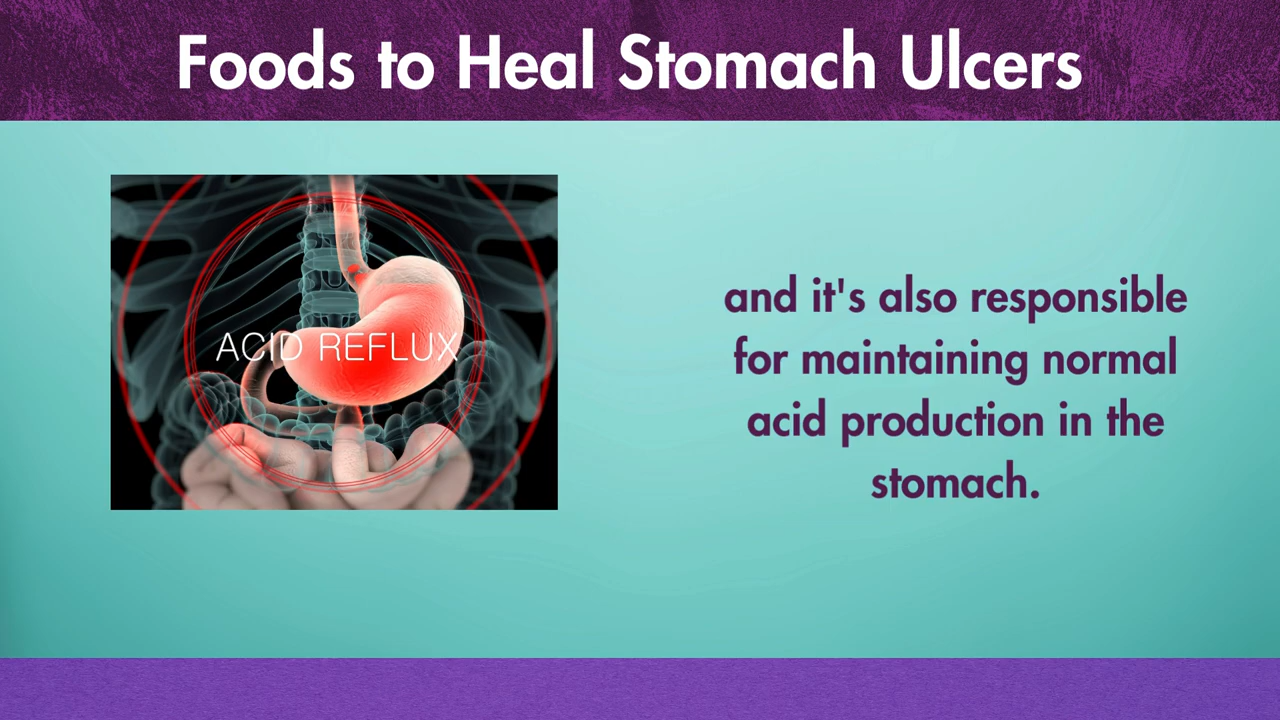 Foods to Heal Stomach Ulcers
ACID REFLUX
and it's also responsible
for maintaining normal
acid production in the
stomach.